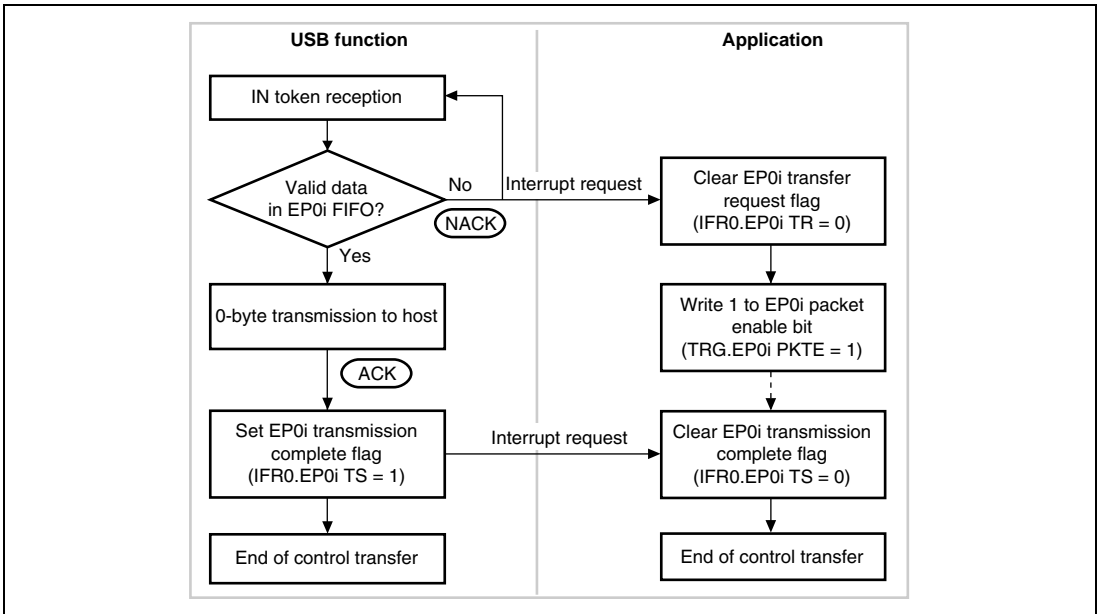 USB function
Application
IN token reception
Valid data
in EP0i FIFO?
No
NACK
Interrupt request
Clear EP0i transfer
request flag
(IFR0.EP0i TR = 0)
Yes
0-byte transmission to host
Write 1 to EP0i packet
enable bit
(TRG.EP0i PKTE = 1)
ACK
Set EP0i transmission
complete flag
(IFR0.EP0i TS = 1)
Interrupt request
Clear EP0i transmission
complete flag
(IFR0.EP0i TS = 0)
End of control transfer
End of control transfer